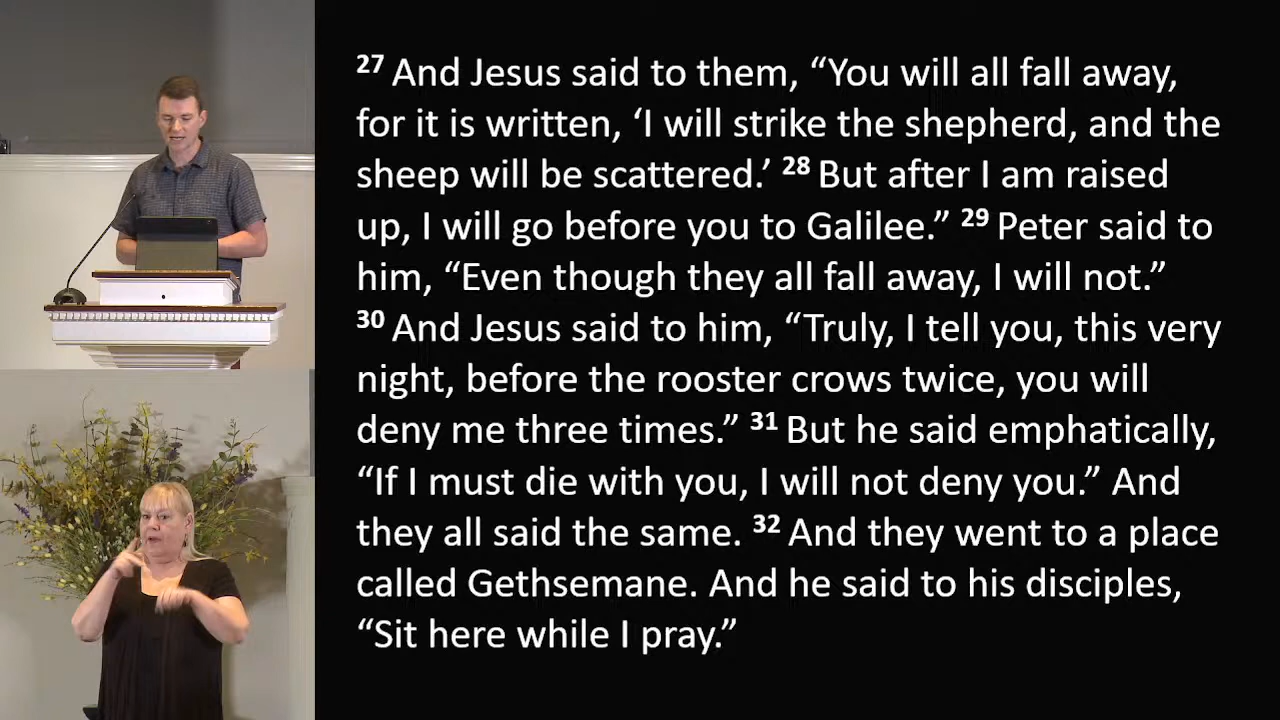 27 And Jesus said to them, “You will all fall away,
for it is written, ‘I will strike the shepherd, and the
sheep will be scattered.’ 28 But after I am raised
up, I will go before you to Galilee.” 29 Peter said to
him, “Even though they all fall away, I will not.”
30 And Jesus said to him, “Truly, I tell you, this very
night, before the rooster crows twice, you will
deny me three times.” 31 But he said emphatically,
“If I must die with you, I will not deny you.” And
they all said the same. 32 And they went to a place
called Gethsemane. And he said to his disciples,
“Sit here while I pray.”